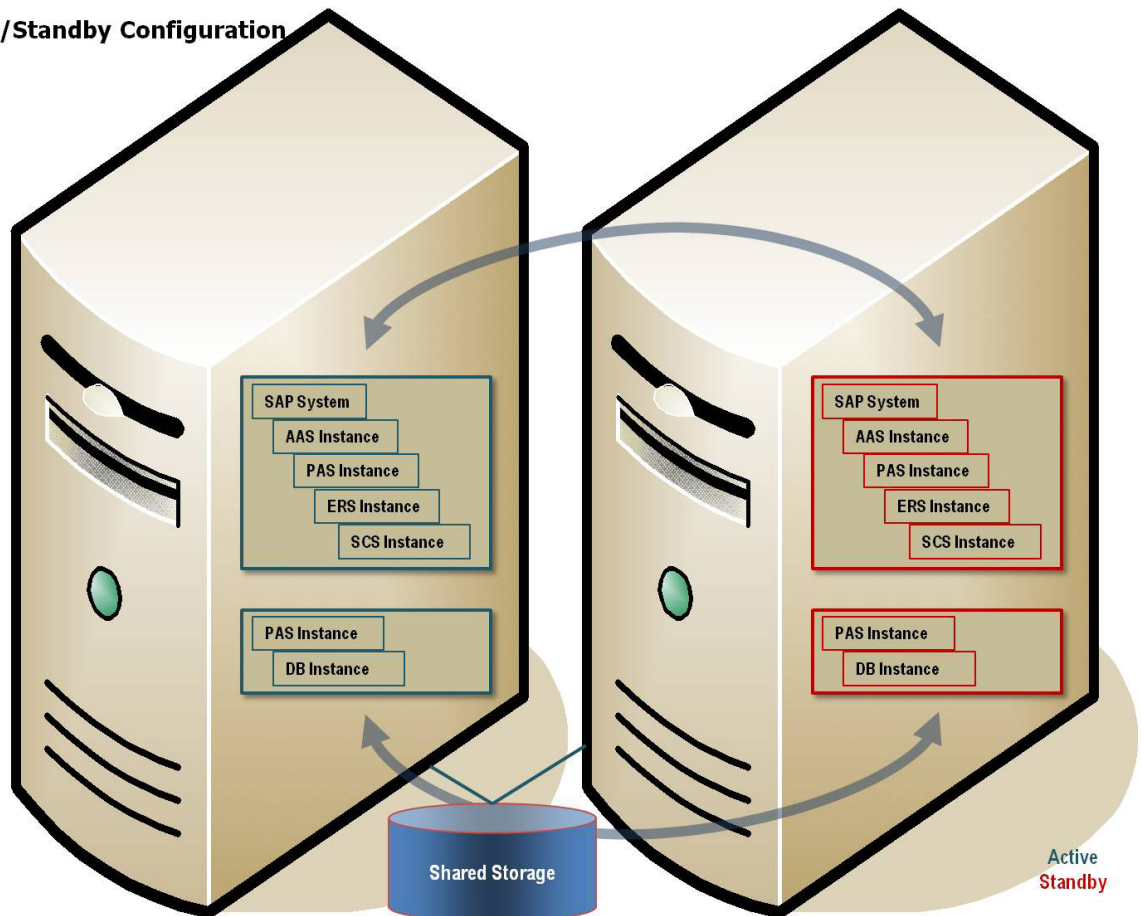 /Standby Configuration
SAP System
AAS Instance
PAS Instance
ERS Instance
SCS Instance
PAS Instance
DB Instance
SAP System
AAS Instance
PAS Instance
ERS Instance
SCS Instance
PAS Instance
DB Instance
Shared Storage
Active
Standby